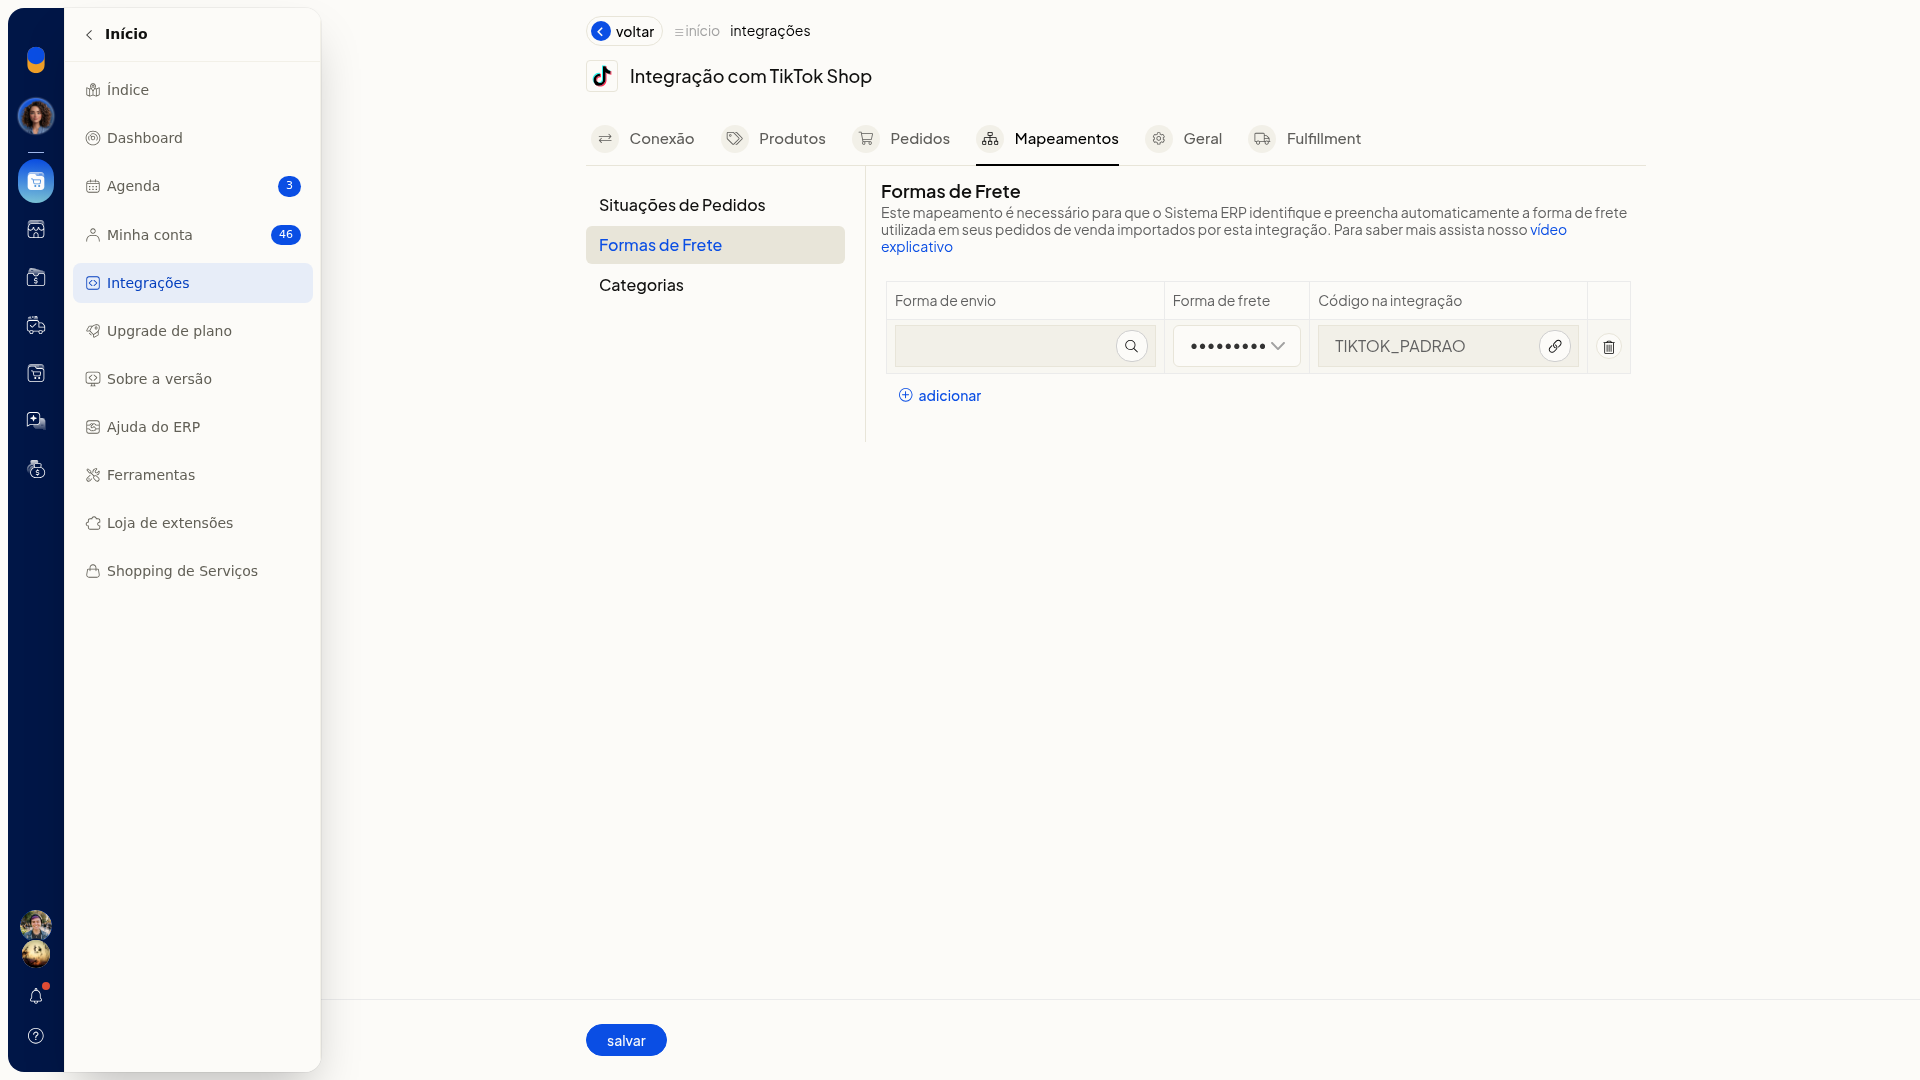 Início
Índice
Dashboard
Agenda
3
Minha conta
46
Integrações
Upgrade de plano
Sobre a versão
Ajuda do ERP
Ferramentas
Loja de extensões
Shopping de Serviços
voltar
início
integrações
Integração com TikTok Shop
Conexão
Produtos
Pedidos
Mapeamentos
Geral
Fulfillment
Situações de Pedidos
Formas de Frete
Categorias
Formas de Frete
Este mapeamento é necessário para que o Sistema ERP identifique e preencha automaticamente a forma de frete
utilizada em seus pedidos de venda importados por esta integração. Para saber mais assista nosso vídeo
explicativo
Forma de envio
Forma de frete
Código na integração
•••••••••
TIKTOK_PADRAO
adicionar
salvar